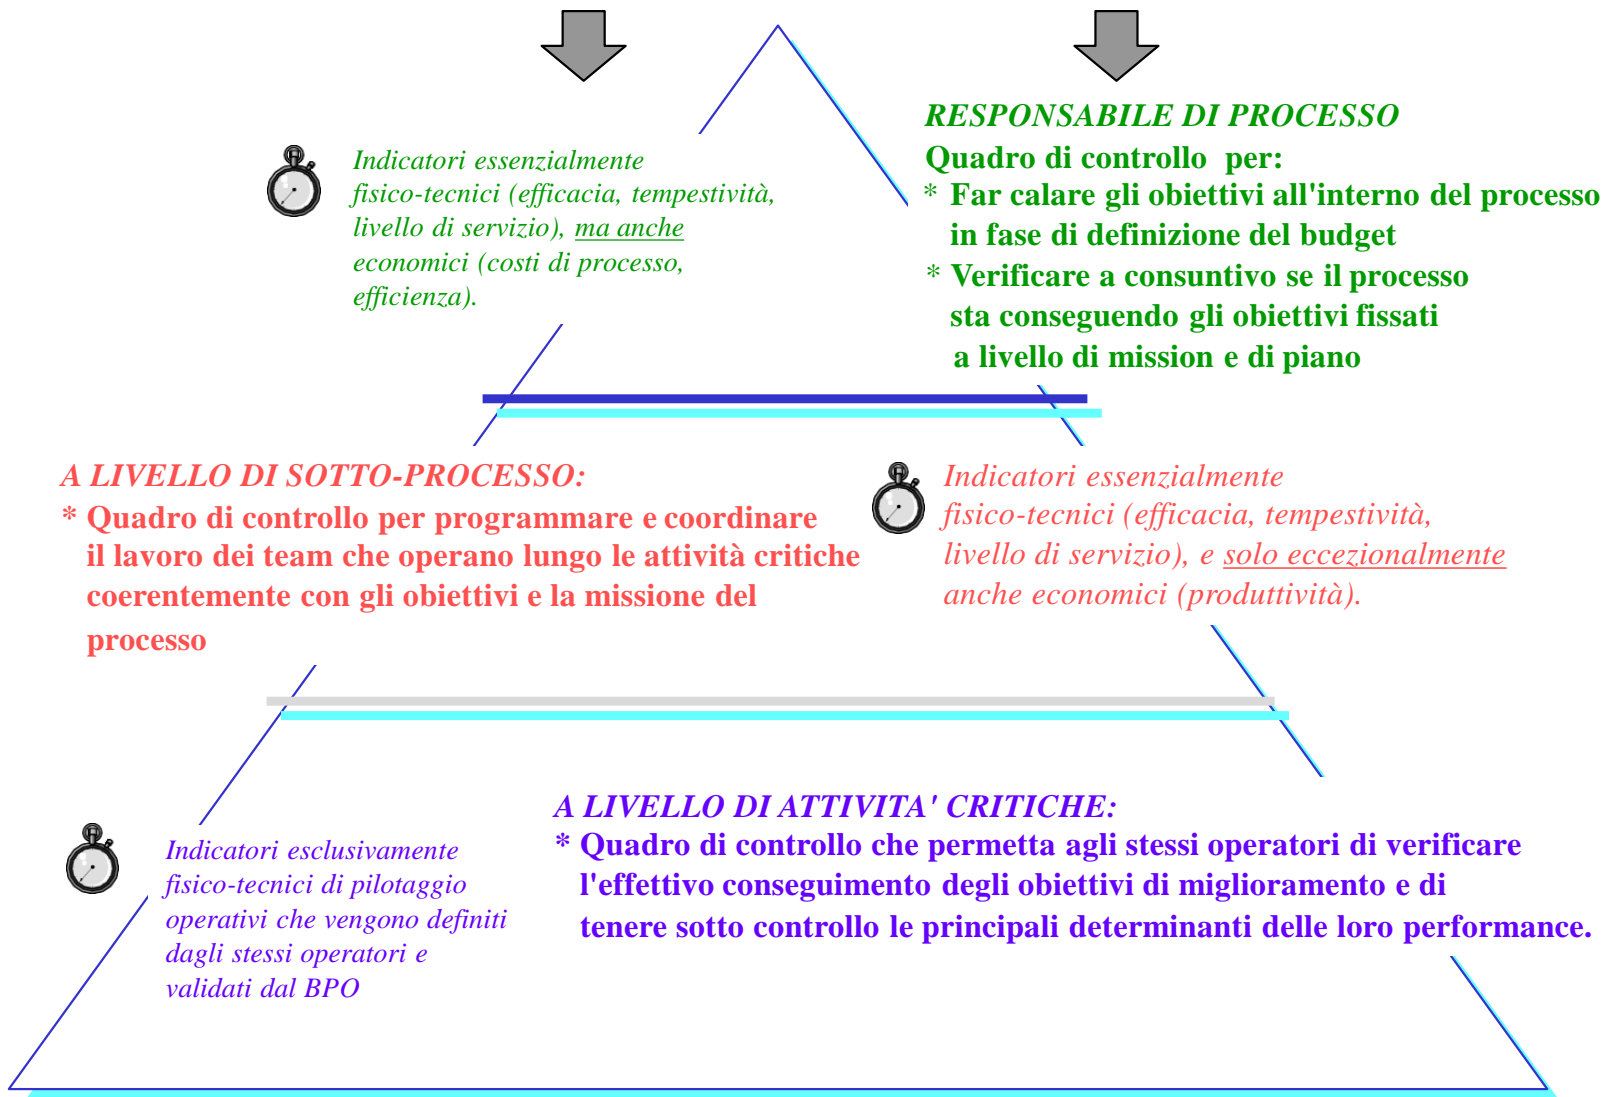 RESPONSABILE DI PROCESSO
Quadro di controllo per:
* Far calare gli obiettivi all'interno del processo
in fase di definizione del budget
* Verificare a consuntivo se il processo
sta conseguendo gli obiettivi fissati
a livello di mission e di piano
Indicatori essenzialmente
fisico-tecnici (efficacia, tempestività,
livello di servizio), ma anche
economici (costi di processo,
efficienza).
A LIVELLO DI SOTTO-PROCESSO:
* Quadro di controllo per programmare e coordinare
il lavoro dei team che operano lungo le attività critiche
coerentemente con gli obiettivi e la missione del
processo
Indicatori essenzialmente
fisico-tecnici (efficacia, tempestività,
livello di servizio), e solo eccezionalmente
anche economici (produttività).
A LIVELLO DI ATTIVITA' CRITICHE:
* Quadro di controllo che permetta agli stessi operatori di verificare
l'effettivo conseguimento degli obiettivi di miglioramento e di
tenere sotto controllo le principali determinanti delle loro performance.
Indicatori esclusivamente
fisico-tecnici di pilotaggio
operativi che vengono definiti
dagli stessi operatori e
validati dal BPO